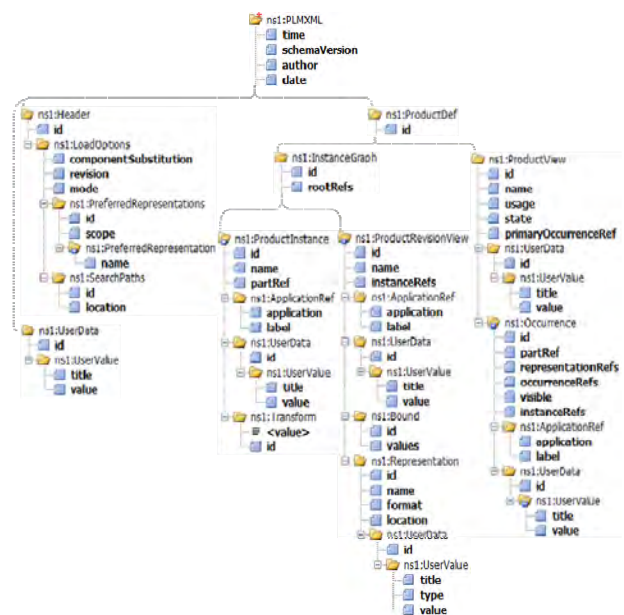 ns1:PLMXML
time
schemaVersion
author
date
ns1:Header
id
ns1:LoadOptions
componentSubstitution
revision
mode
ns1:PreferredRepresentations
id
scope
ns1:PreferredRepresentation
name
ns1:SearchPaths
id
location
ns1:UserData
id
ns1:UserValue
title
value
ns1:ProductDef
id
ns1:InstanceGraph
id
rootRefs
ns1:ProductInstance
id
name
partRef
ns1:ApplicationRef
application
label
ns1:UserData
id
ns1:UserValue
title
value
ns1:Transform
<value>
id
ns1:ProductRevisionView
id
name
instanceRefs
ns1:ApplicationRef
application
label
ns1:UserData
id
ns1:UserValue
title
value
ns1:Bound
id
values
ns1:Representation
id
name
format
location
ns1:UserData
id
ns1:UserValue
title
type
value
ns1:ProductView
id
name
usage
state
primaryOccurrenceRef
ns1:UserData
id
ns1:UserValue
title
value
ns1:Occurrence
id
partRef
representationRefs
occurrenceRefs
visible
instanceRefs
ns1:ApplicationRef
application
label
ns1:UserData
id
ns1:UserValue
title
value